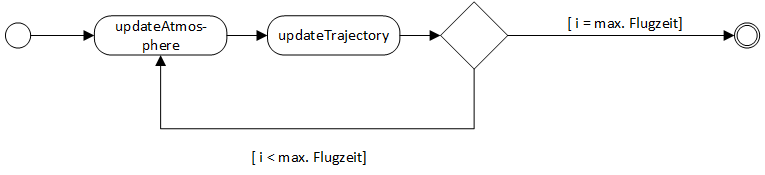 updateAtmos-
phere
updateTrajectory
[ i = max. Flugzeit]
[ i < max. Flugzeit]